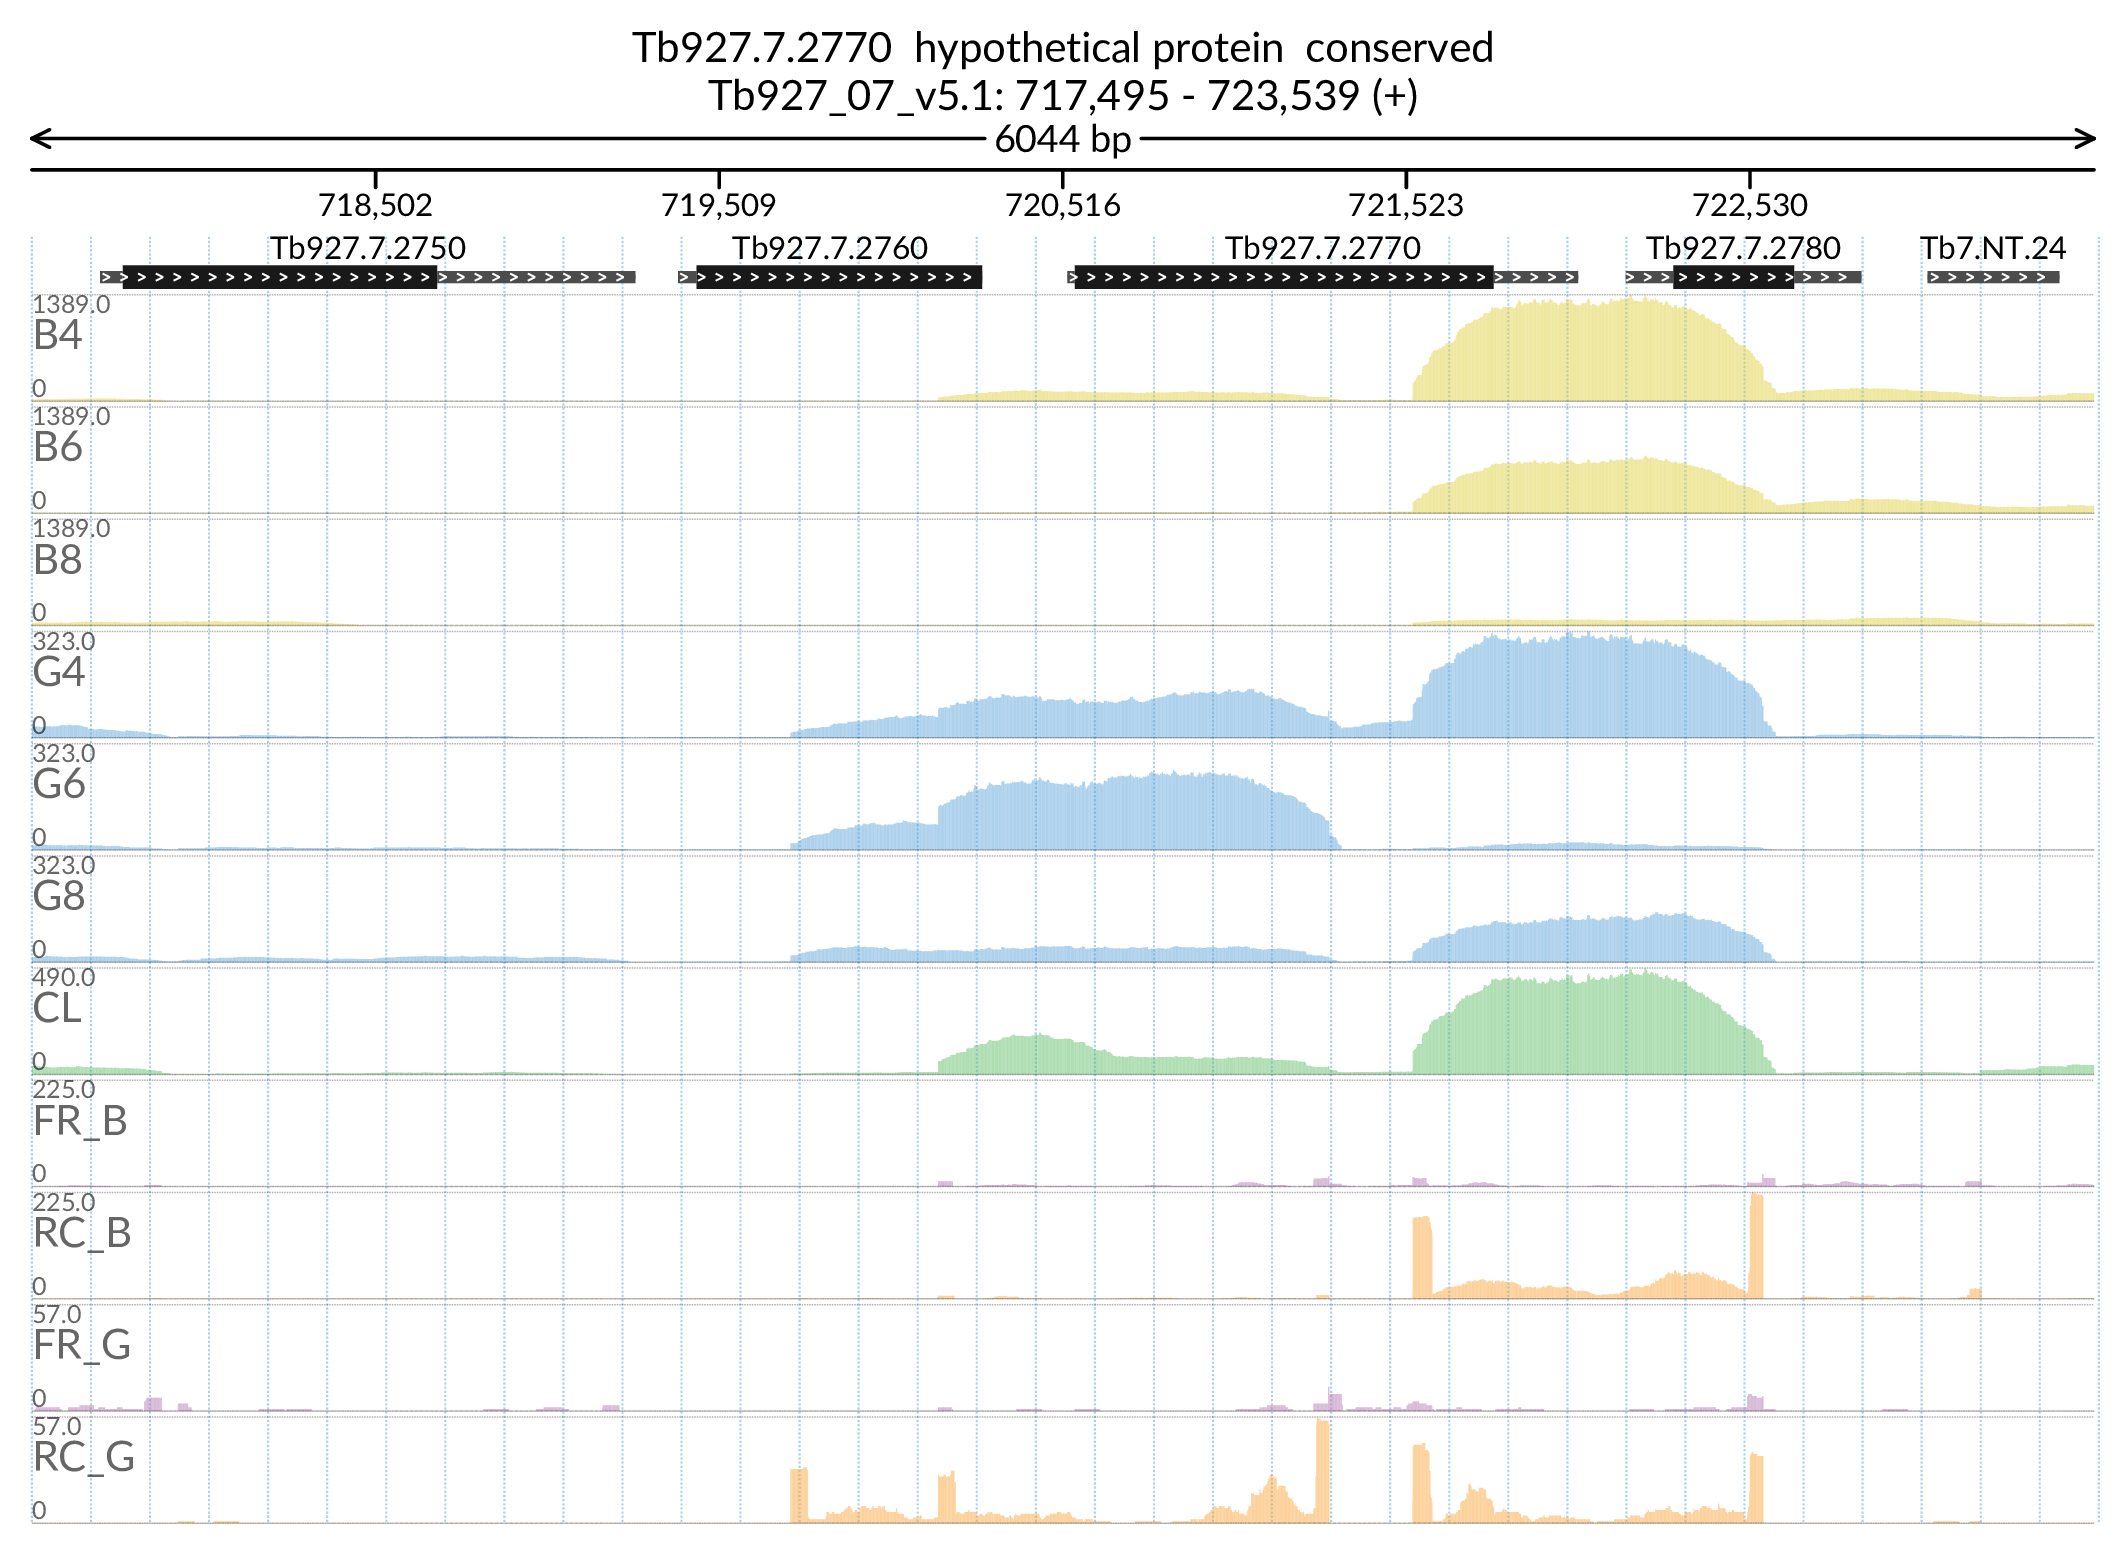 Tb927.7.2770  hypothetical protein  conserved
Tb927_07_v5.1: 717,495 - 723,539 (+)
6044 bp
718,502 719,509 720,516 721,523 722,530
Tb927.7.2750 Tb927.7.2760 Tb927.7.2770 Tb927.7.2780 Tb7.NT.24
1389.0
B4
0
1389.0
B6
0
1389.0
B8
0
323.0
G4
0
323.0
G6
0
323.0
G8
0
490.0
CL
0
225.0
FR_B
0
225.0
RC_B
0
57.0
FR_G
0
57.0
RC_G
0